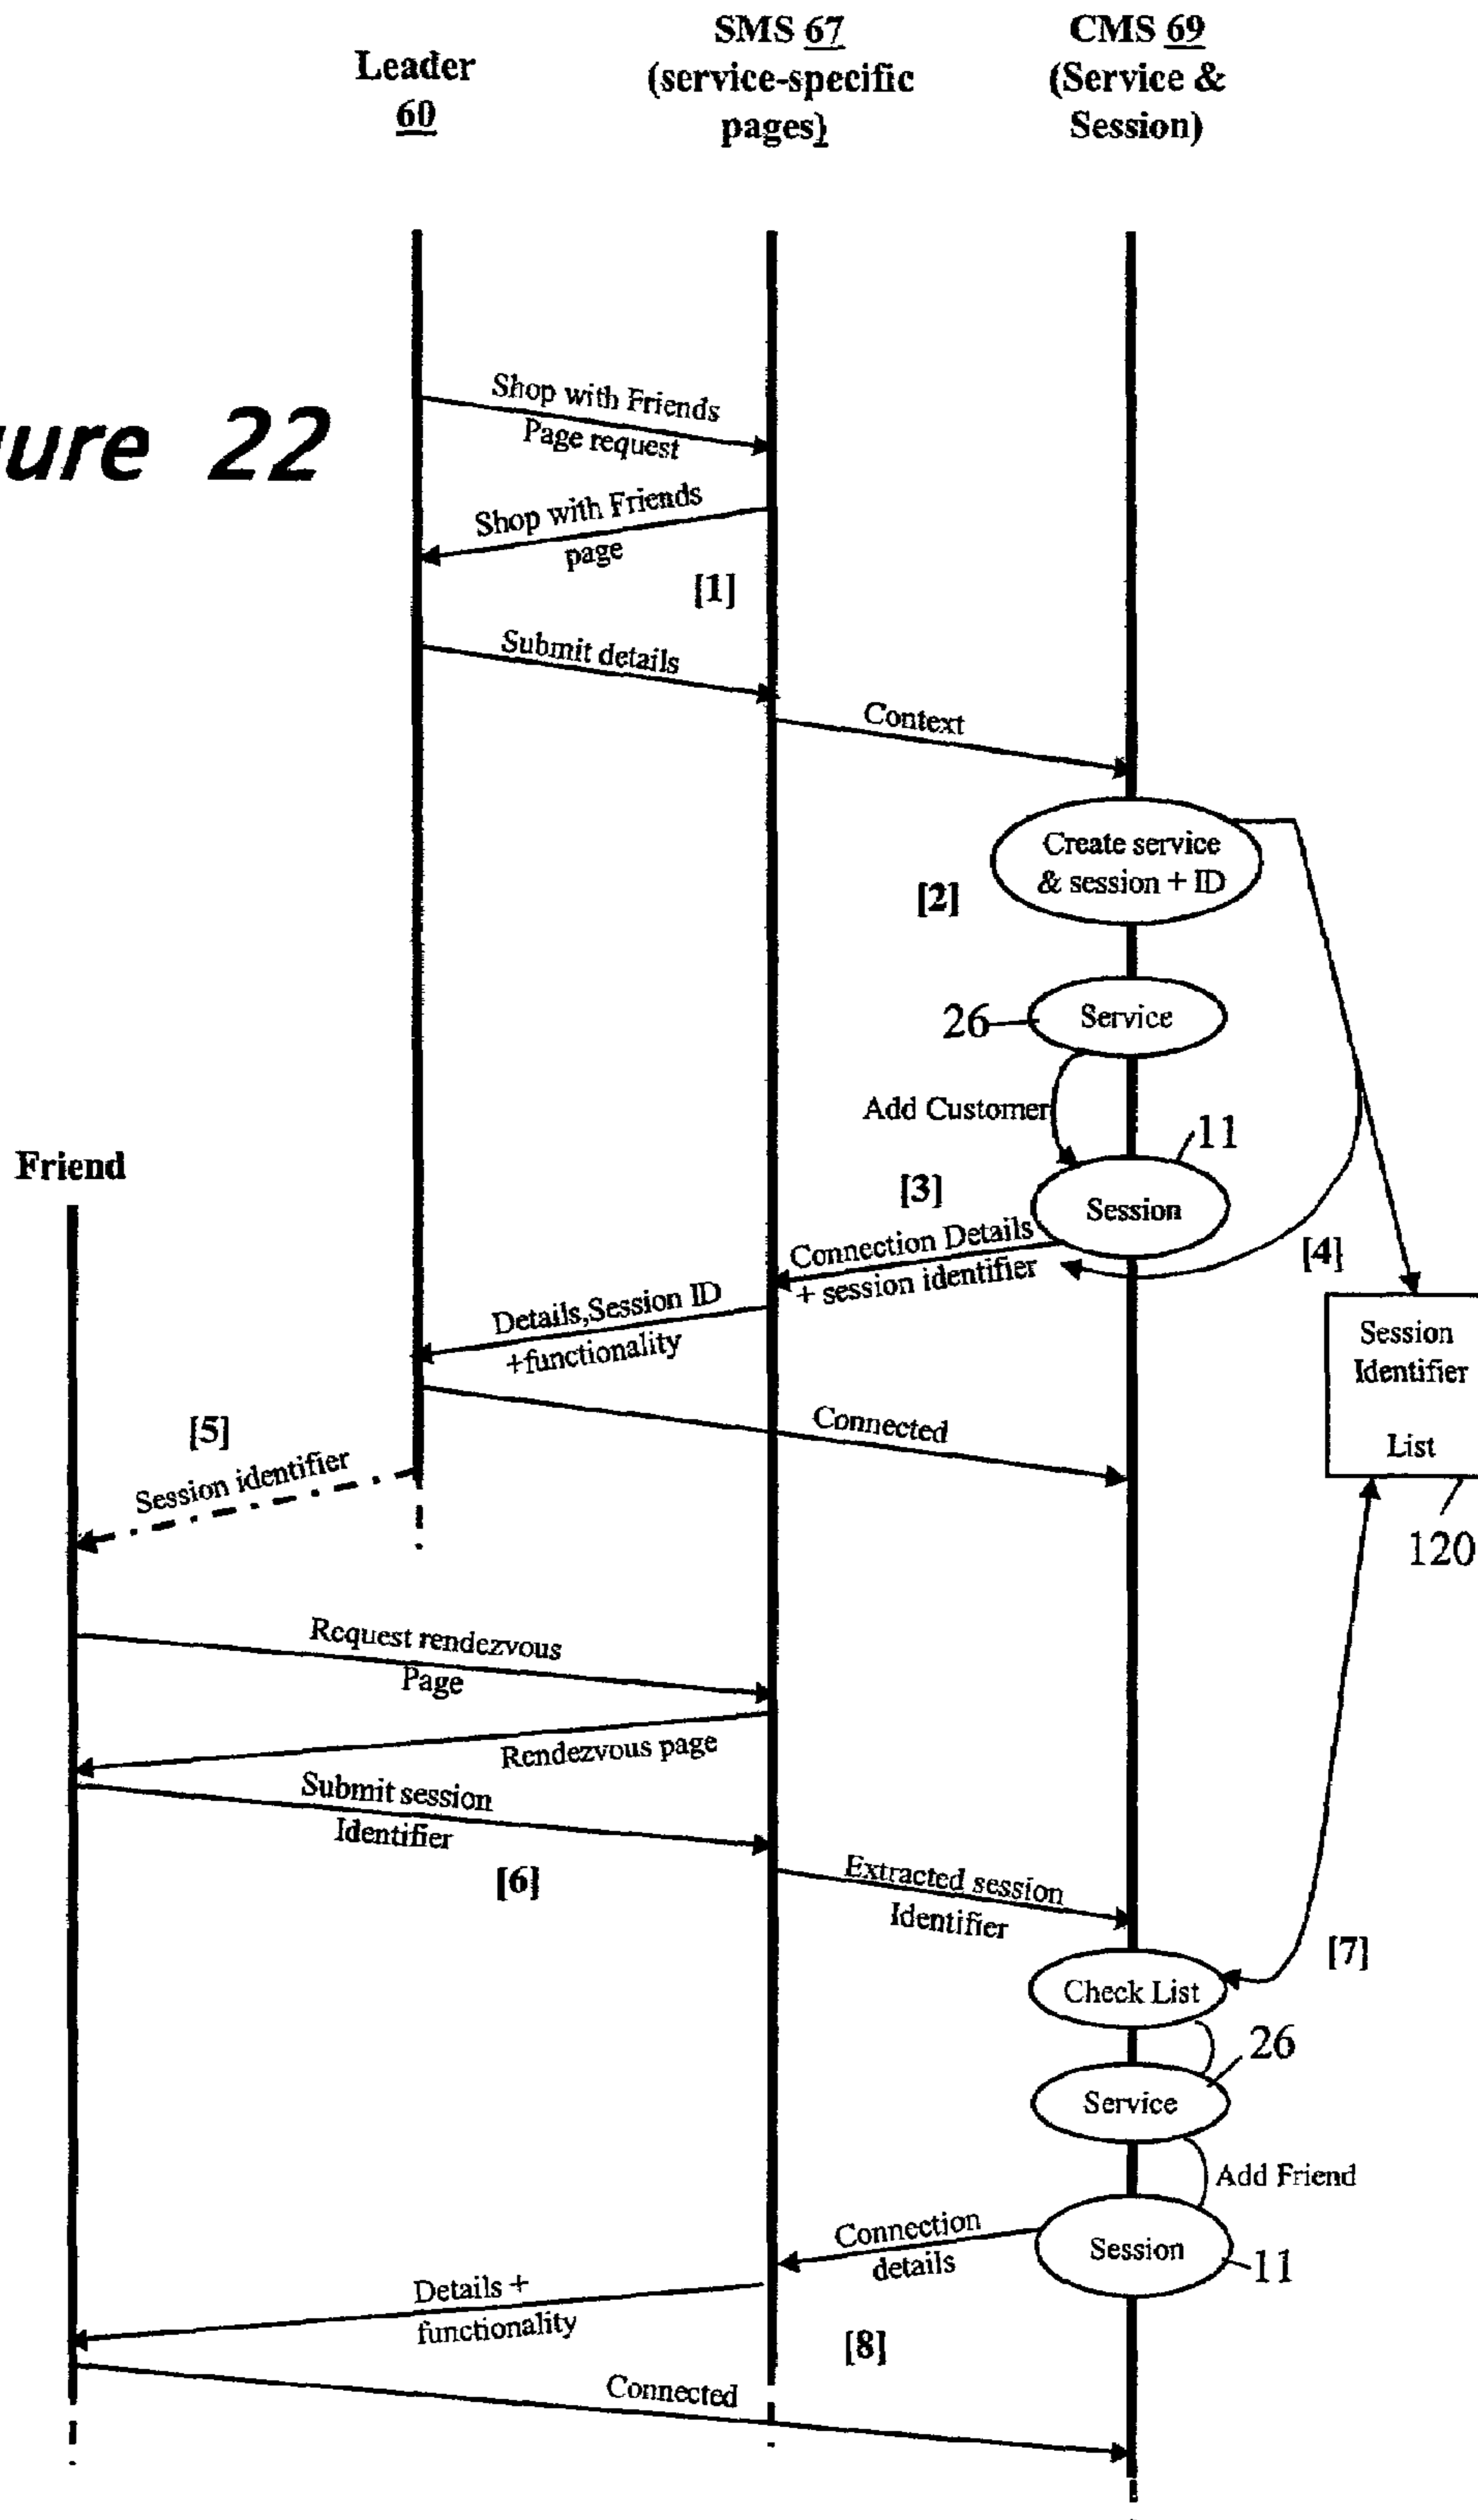 Leader
60
SMS 67
(service-specific
pages)
CMS 69
(Service &
Session)
ure 22
Shop with Friends
Page request
Shop with Friends
page
[1]
Submit details
Context
Create service
& session + ID
[2]
26
Service
Add Customer
11
Friend
[3]
Session
Connection Details
+ session identifier
[4]
Details,Session ID
+functionality
Session
Identifier
List
120
Connected
[5]
Session identifier
Request rendezvous
Page
Rendezvous page
Submit session
Identifier
[6]
Extracted session
Identifier
[7]
Check List
26
Service
Add Friend
Connection
details
Session
11
Details +
functionality
[8]
Connected